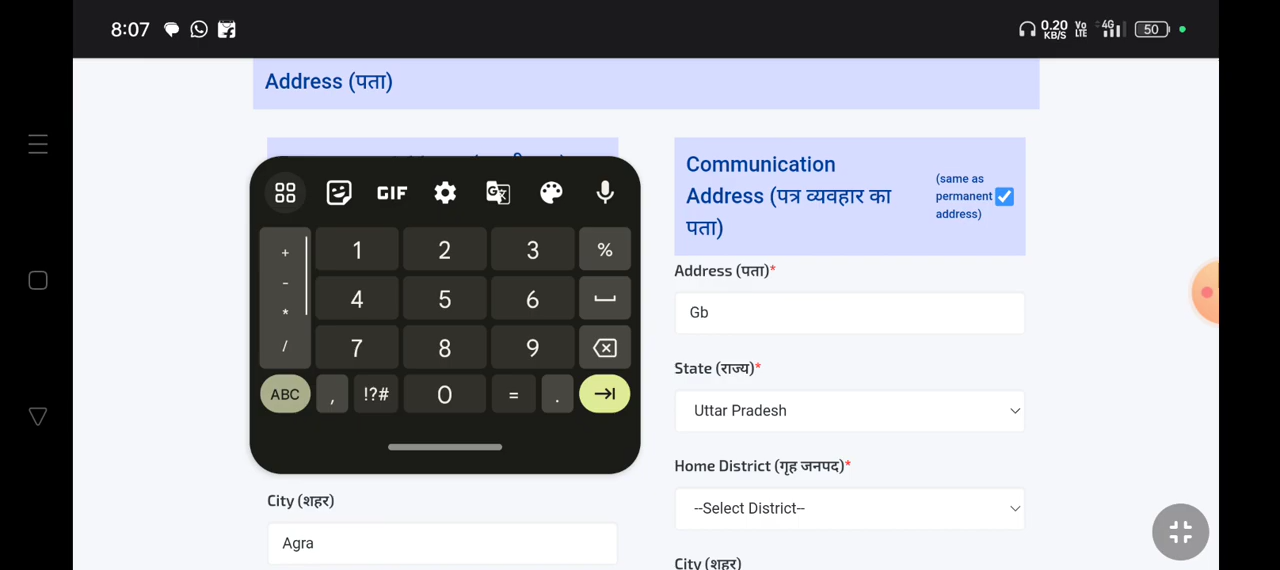 8:07
0.20 KB/S
Vo LTE
4G
50
Address (पता)
Communication
Address (पत्र व्यवहार का
पता)
(same as
permanent
address)
GIF
+
1
2
3
%
-
4
5
6
*
7
8
9
/
ABC
,
!?#
0
=
.
Address (पता)*
Gb
State (राज्य)*
Uttar Pradesh
Home District (गृह जनपद)*
--Select District--
City (शहर)
Agra
City (शहर)